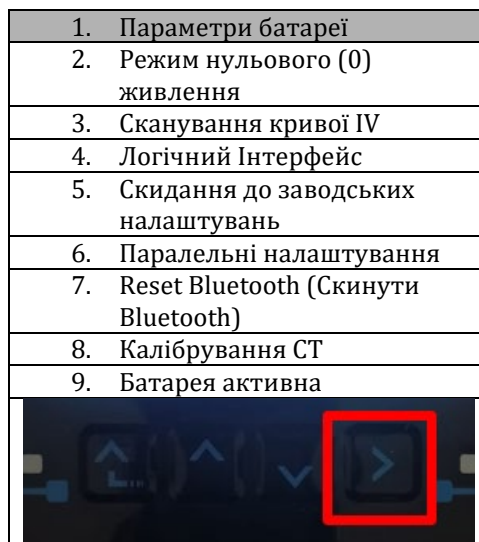 1. Параметри батареї
2. Режим нульового (0)
живлення
3. Сканування кривої IV
4. Логічний Інтерфейс
5. Скидання до заводських
налаштувань
6. Паралельні налаштування
7. Reset Bluetooth (Скинути
Bluetooth)
8. Калібрування СТ
9. Батарея активна